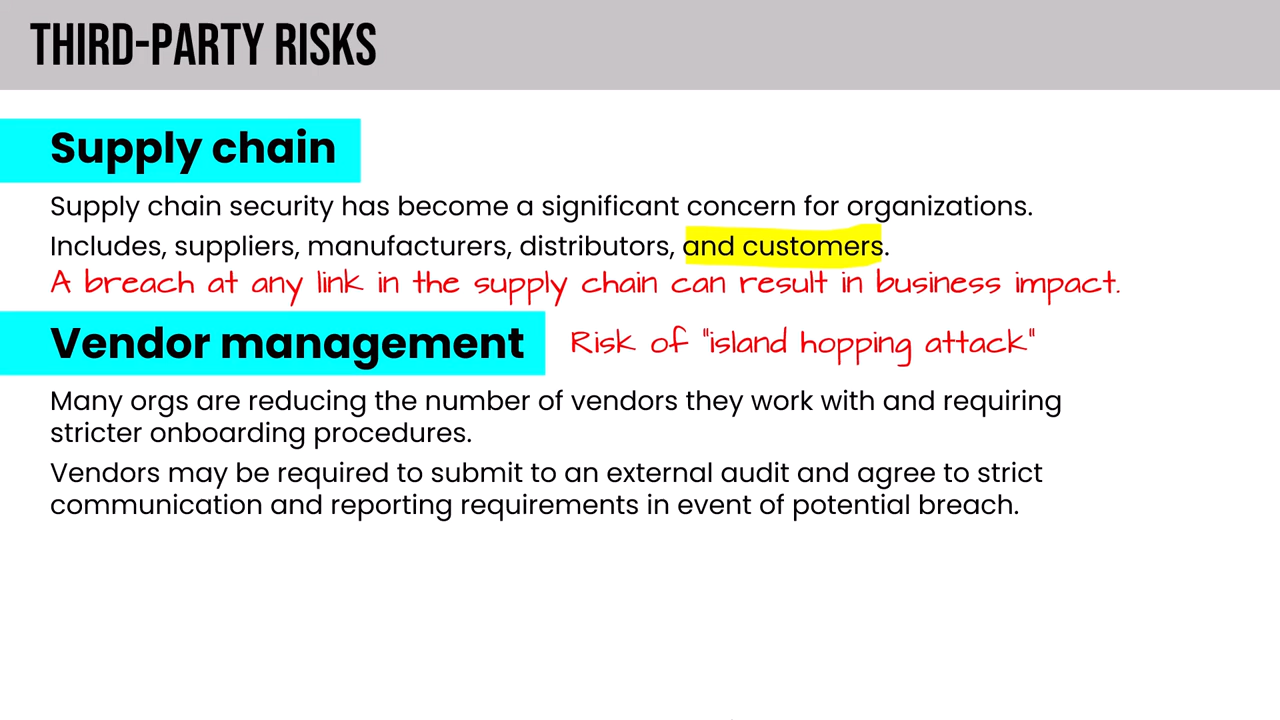 THIRD-PARTY RISKS
Supply chain
Supply chain security has become a significant concern for organizations.
Includes, suppliers, manufacturers, distributors, and customers.
A breach at any link in the supply chain can result in business impact.
Vendor management
Risk of "island hopping attack"
Many orgs are reducing the number of vendors they work with and requiring
stricter onboarding procedures.
Vendors may be required to submit to an external audit and agree to strict
communication and reporting requirements in event of potential breach.